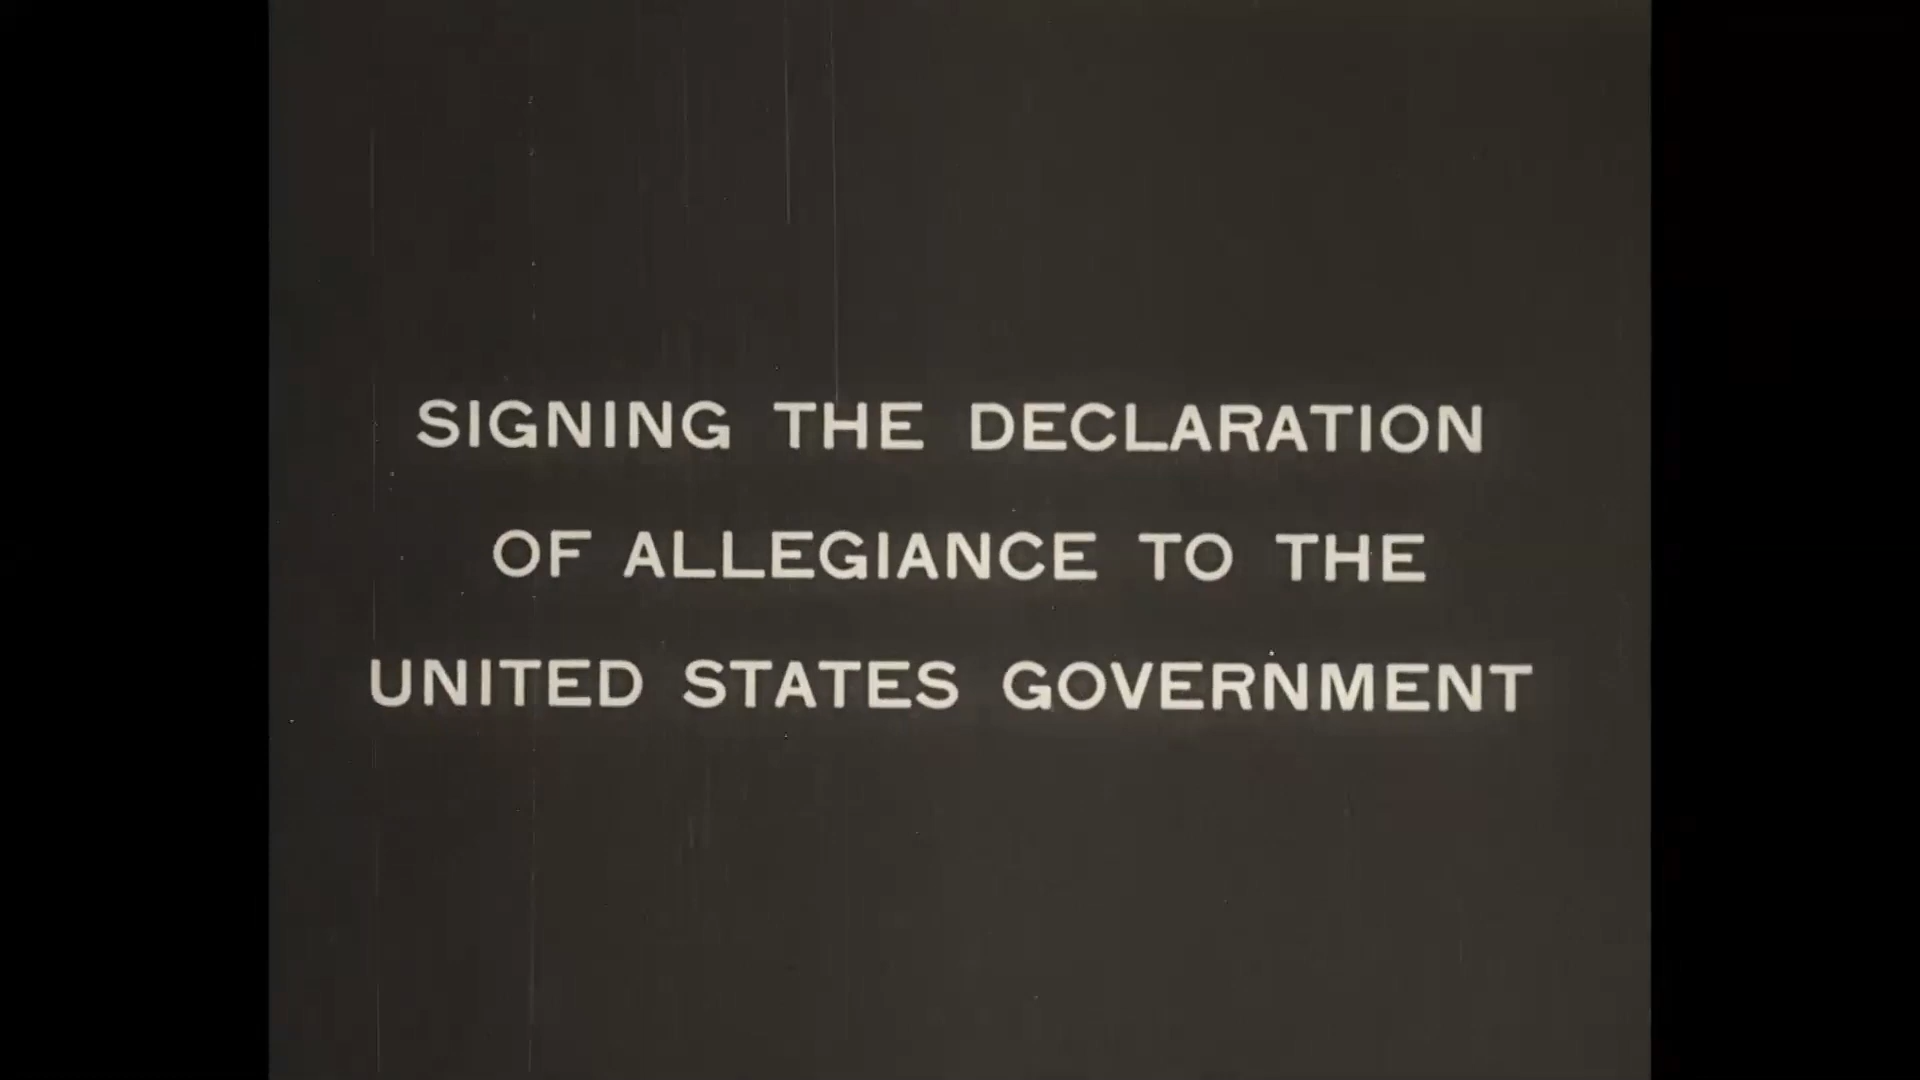 SIGNING THE DECLARATION
OF ALLEGIANCE TO THE
UNITED STATES GOVERNMENT